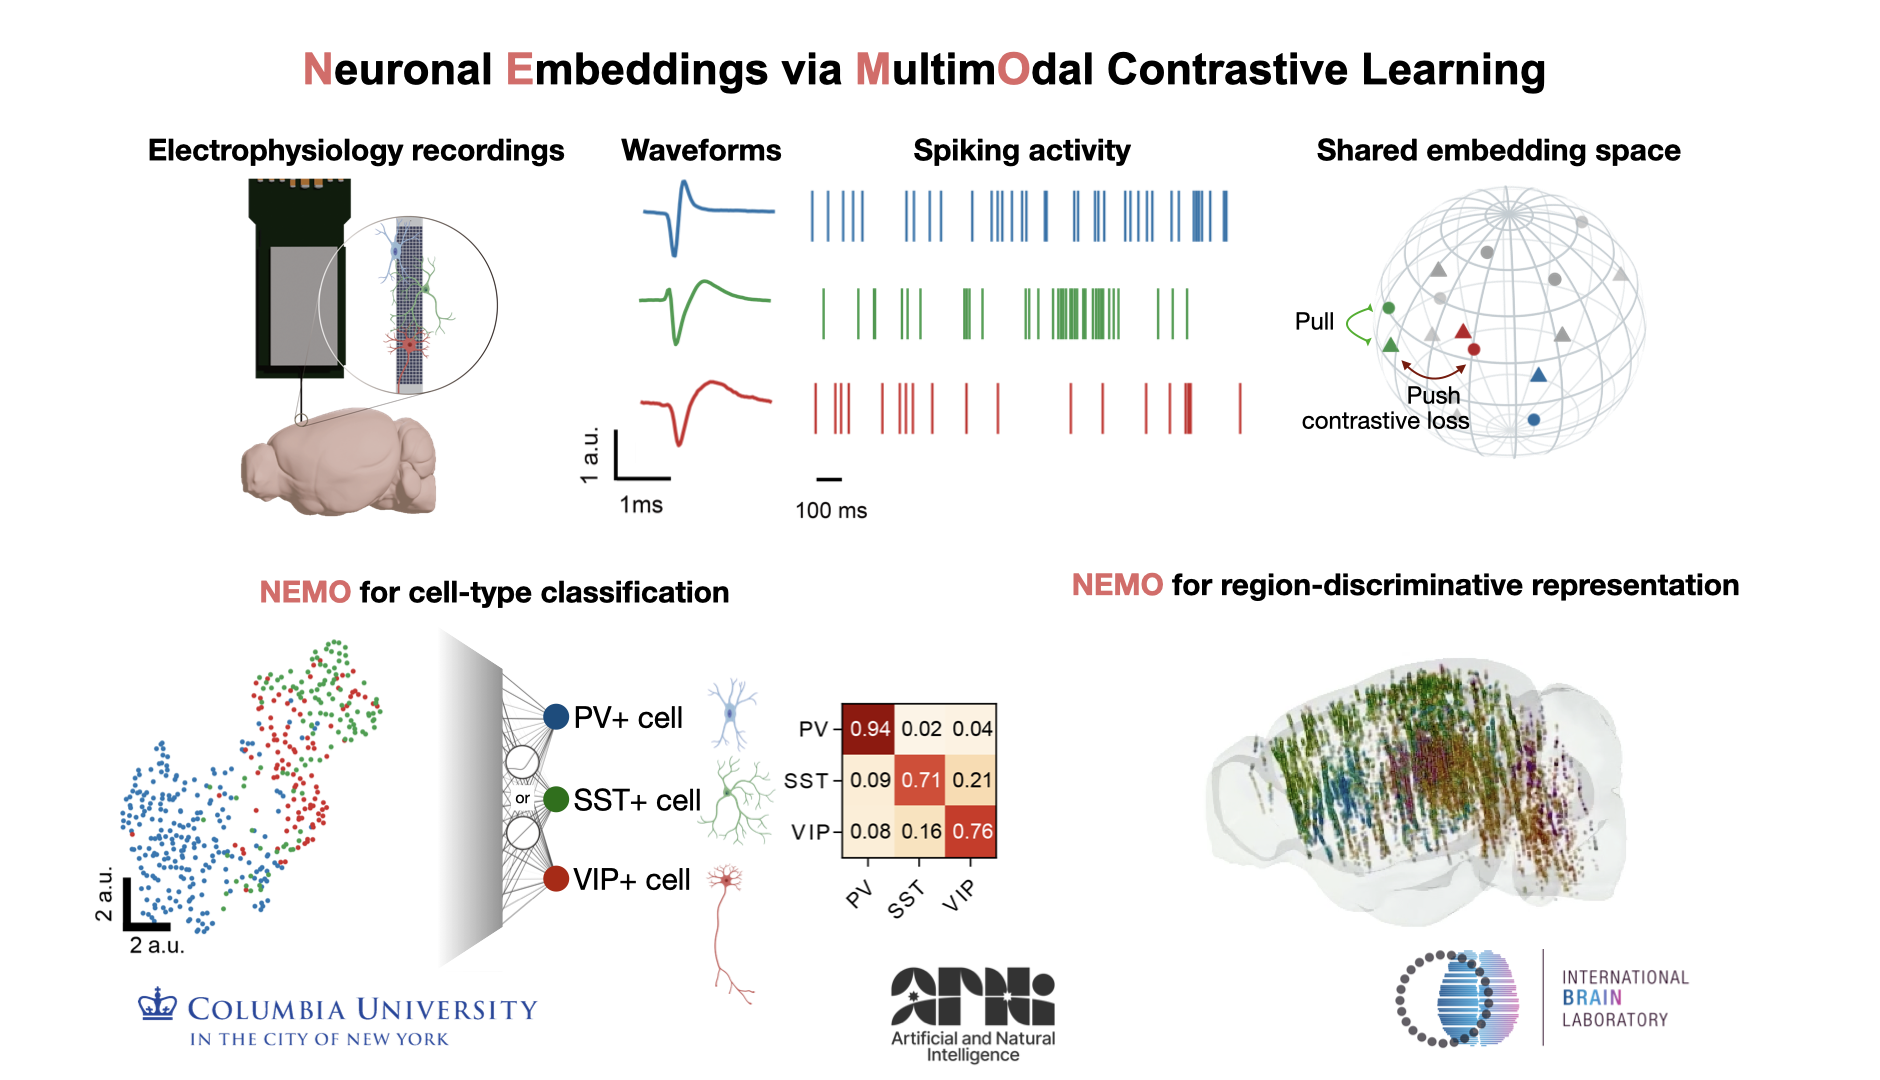 Neuronal Embeddings via MultimOdal Contrastive Learning
Electrophysiology recordings
Waveforms
Spiking activity
Shared embedding space
Pull
Push
contrastive loss
1 a.u.
1ms
100 ms
NEMO for cell-type classification
NEMO for region-discriminative representation
PV+ cell
or
SST+ cell
VIP+ cell
2 a.u.
2 a.u.
PV 0.94 0.02 0.04
SST 0.09 0.71 0.21
VIP 0.08 0.16 0.76
PV SST VIP
COLUMBIA UNIVERSITY
IN THE CITY OF NEW YORK
ARNI
Artificial and Natural
Intelligence
INTERNATIONAL
BRAIN
LABORATORY